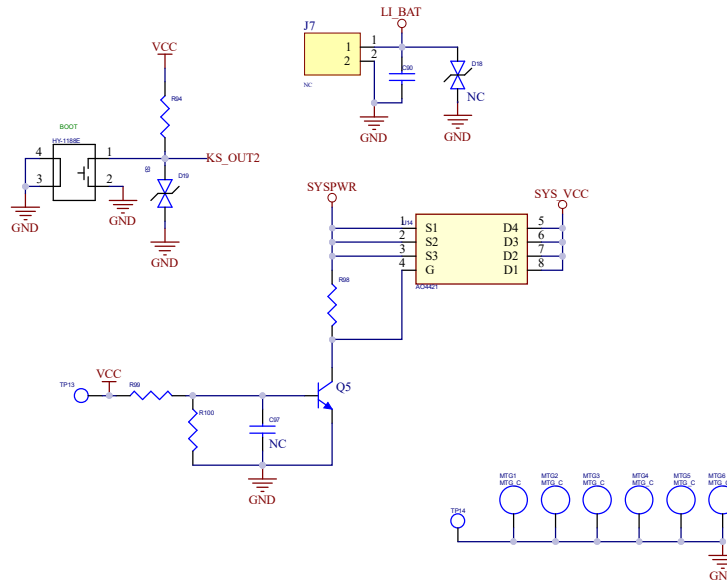 LI_BAT
J7
1
2
1
2
C90
D18
NC
NC
GND
GND
VCC
R94
BOOT
HY-1188E
4
3
1
2
KS_OUT2
D19
GND
GND
GND
SYSPWR
SYS_VCC
U14
1
2
3
4
S1
S2
S3
G
D4
D3
D2
D1
5
6
7
8
AO4421
R98
TP13
VCC
R99
R100
C97
NC
Q5
GND
MTG1
MTG_C
MTG2
MTG_C
MTG3
MTG_C
MTG4
MTG_C
MTG5
MTG_C
MTG6
MTG_C
TP14